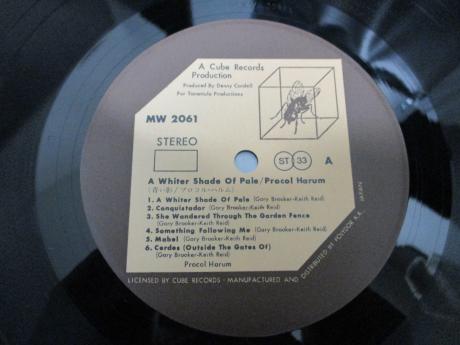 A Cube Records
Production
Produced By Denny Cordell
For Tarantula Productions
MW 2061
STEREO
ST 33 A
A Whiter Shade Of Pale/Procol Harum
(青い影/プロコル・ハルム)
1. A Whiter Shade Of Pale (Gary Brooker-Keith Reid)
2. Conquistador (Gary Brooker-Keith Reid)
3. She Wandered Through The Garden Fence
(Gary Brooker-Keith Reid)
4. Something Following Me (Gary Brooker-Keith Reid)
5. Mabel (Gary Brooker-Keith Reid)
6. Cerdes (Outside The Gates Of)
(Gary Brooker-Keith Reid)
Procol Harum
LICENSED BY CUBE RECORDS · MANUFACTURED AND DISTRIBUTED BY POLYDOR K.K. JAPAN